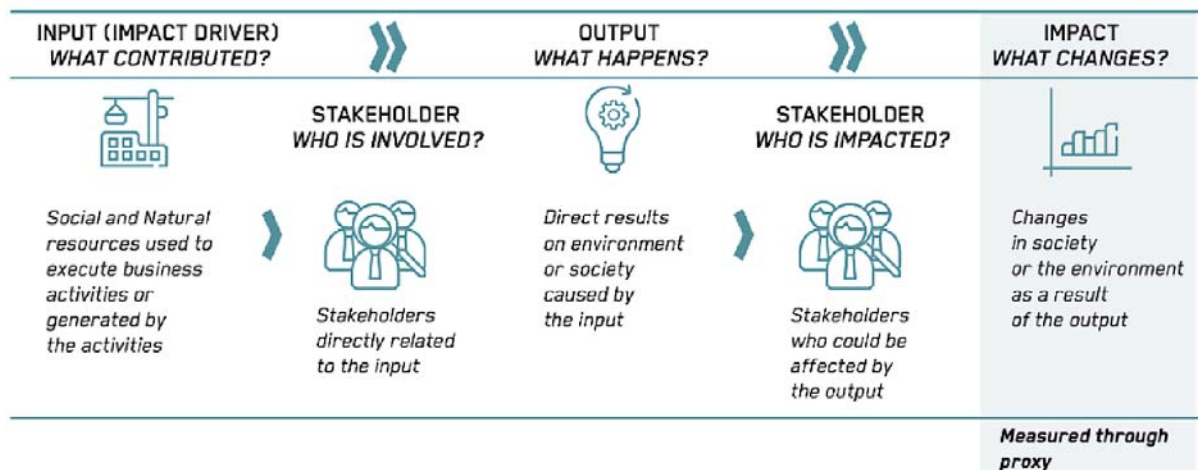 INPUT (IMPACT DRIVER)
WHAT CONTRIBUTED?
OUTPUT
WHAT HAPPENS?
IMPACT
WHAT CHANGES?
STAKEHOLDER
WHO IS INVOLVED?
STAKEHOLDER
WHO IS IMPACTED?
Social and Natural
resources used to
execute business
activities or
generated by
the activities
Stakeholders
directly related
to the input
Direct results
on environment
or society
caused by
the input
Stakeholders
who could be
affected by
the output
Changes
in society
or the environment
as a result
of the output
Measured through
proxy